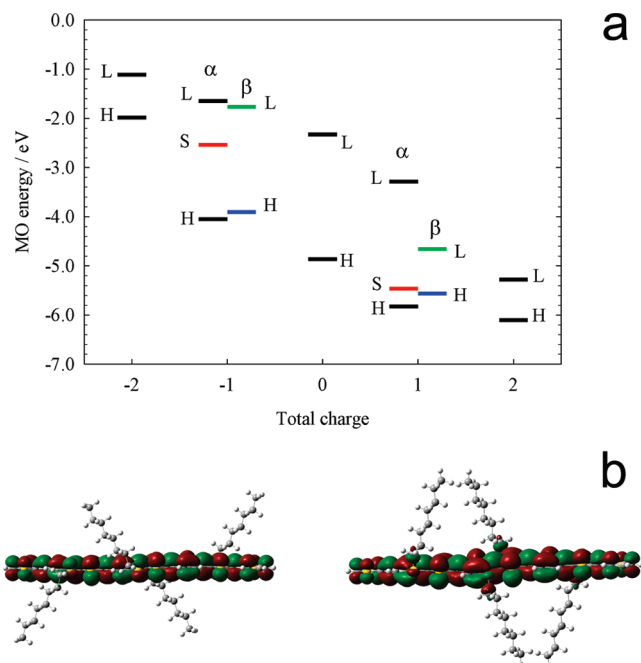 a
0.0
-1.0
-2.0
-3.0
-4.0
-5.0
-6.0
-7.0
MO energy / eV
L
H
α
L
S
H
β
L
H
L
H
α
L
S
H
β
L
H
L
H
-2 -1 0 1 2
Total charge
b